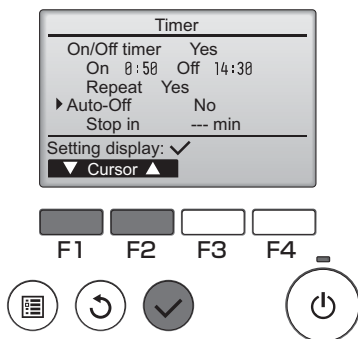 Timer
On/Off timer Yes
On 0:50 Off 14:30
Repeat Yes
Auto-Off No
Stop in --- min
Setting display:
Cursor
F1 F2 F3 F4